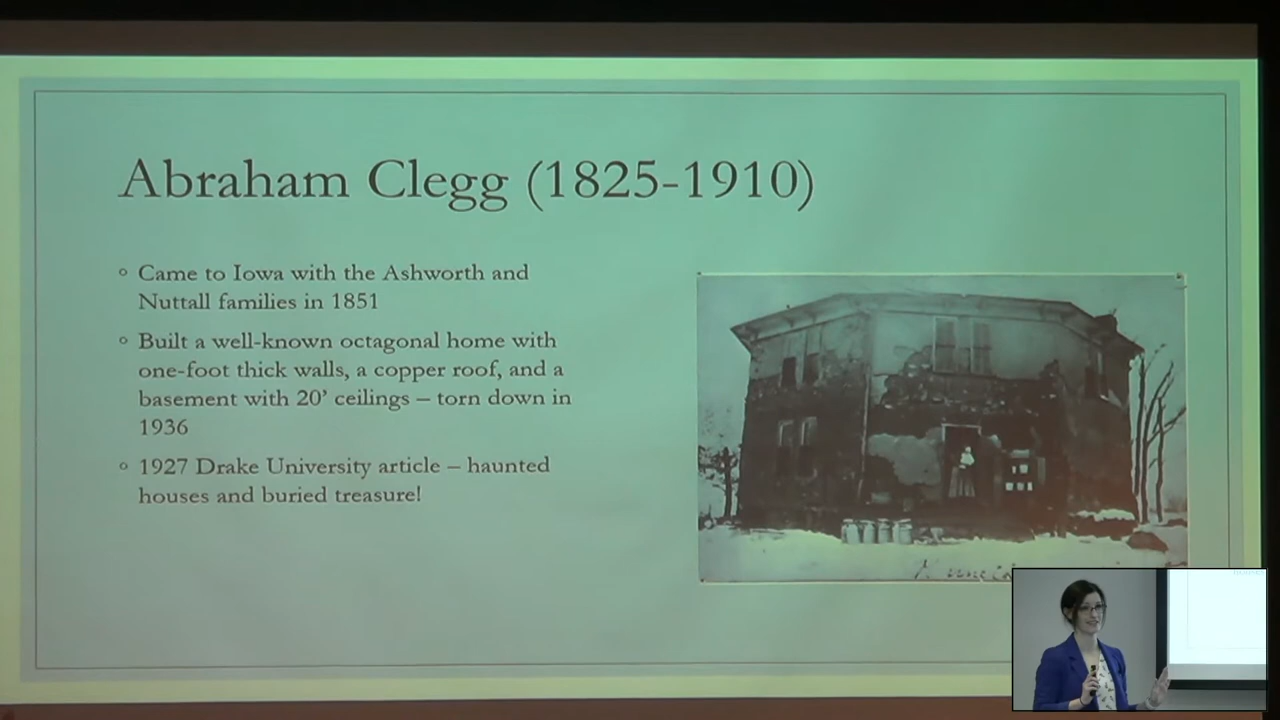 Abraham Clegg (1825-1910)
Came to Iowa with the Ashworth and
Nuttall families in 1851
Built a well-known octagonal home with
one-foot thick walls, a copper roof, and a
basement with 20’ ceilings – torn down in
1936
1927 Drake University article – haunted
houses and buried treasure!